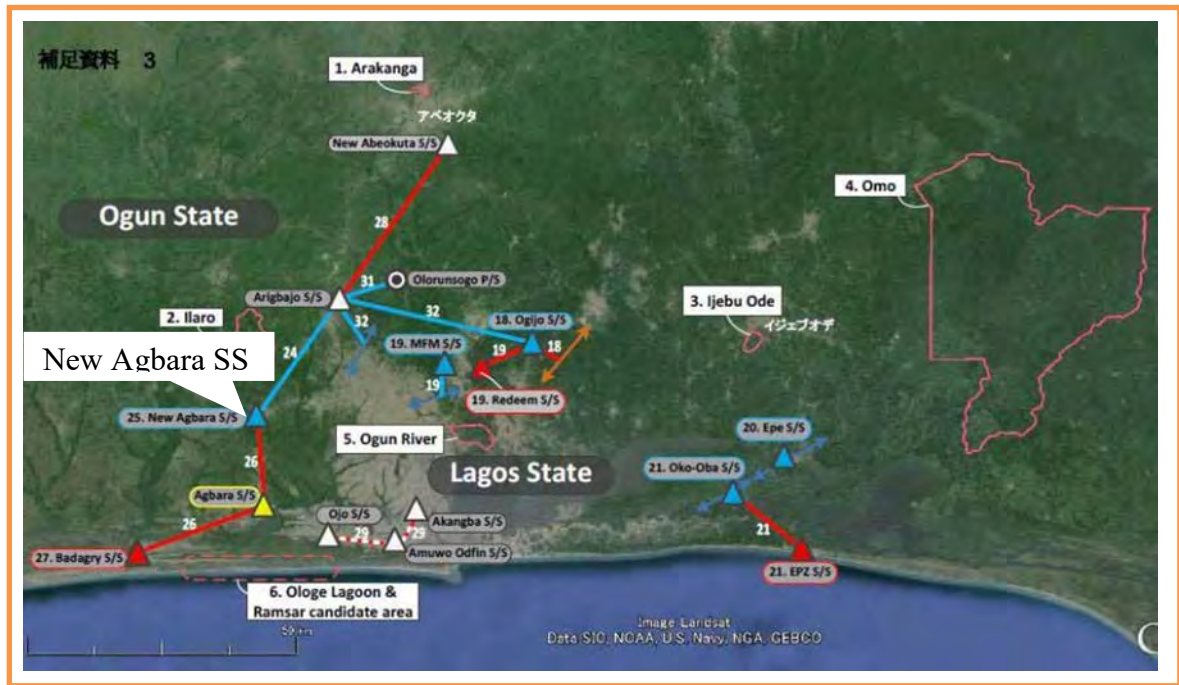 補足資料 3
1. Arakanga
アベオクタ
New Abeokuta S/S
4. Omo
Ogun State
28
31
Olorunsogo P/S
Arigbajo S/S
2. Ilaro
32
32
3. Ijebu Ode
イジェブオデ
18. Ogijo S/S
New Agbara SS
24
19. MFM S/S
19
18
19
19. Redeem S/S
25. New Agbara S/S
5. Ogun River
20. Epe S/S
26
Lagos State
21. Oko-Oba S/S
Agbara S/S
Ojo S/S
29
29
Akangba S/S
26
21
Amuwo Odfin S/S
27. Badagry S/S
21. EPZ S/S
6. Ologe Lagoon &
Ramsar candidate area
50 km
Image Landsat
Data SIO, NOAA, U.S. Navy, NGA, GEBCO